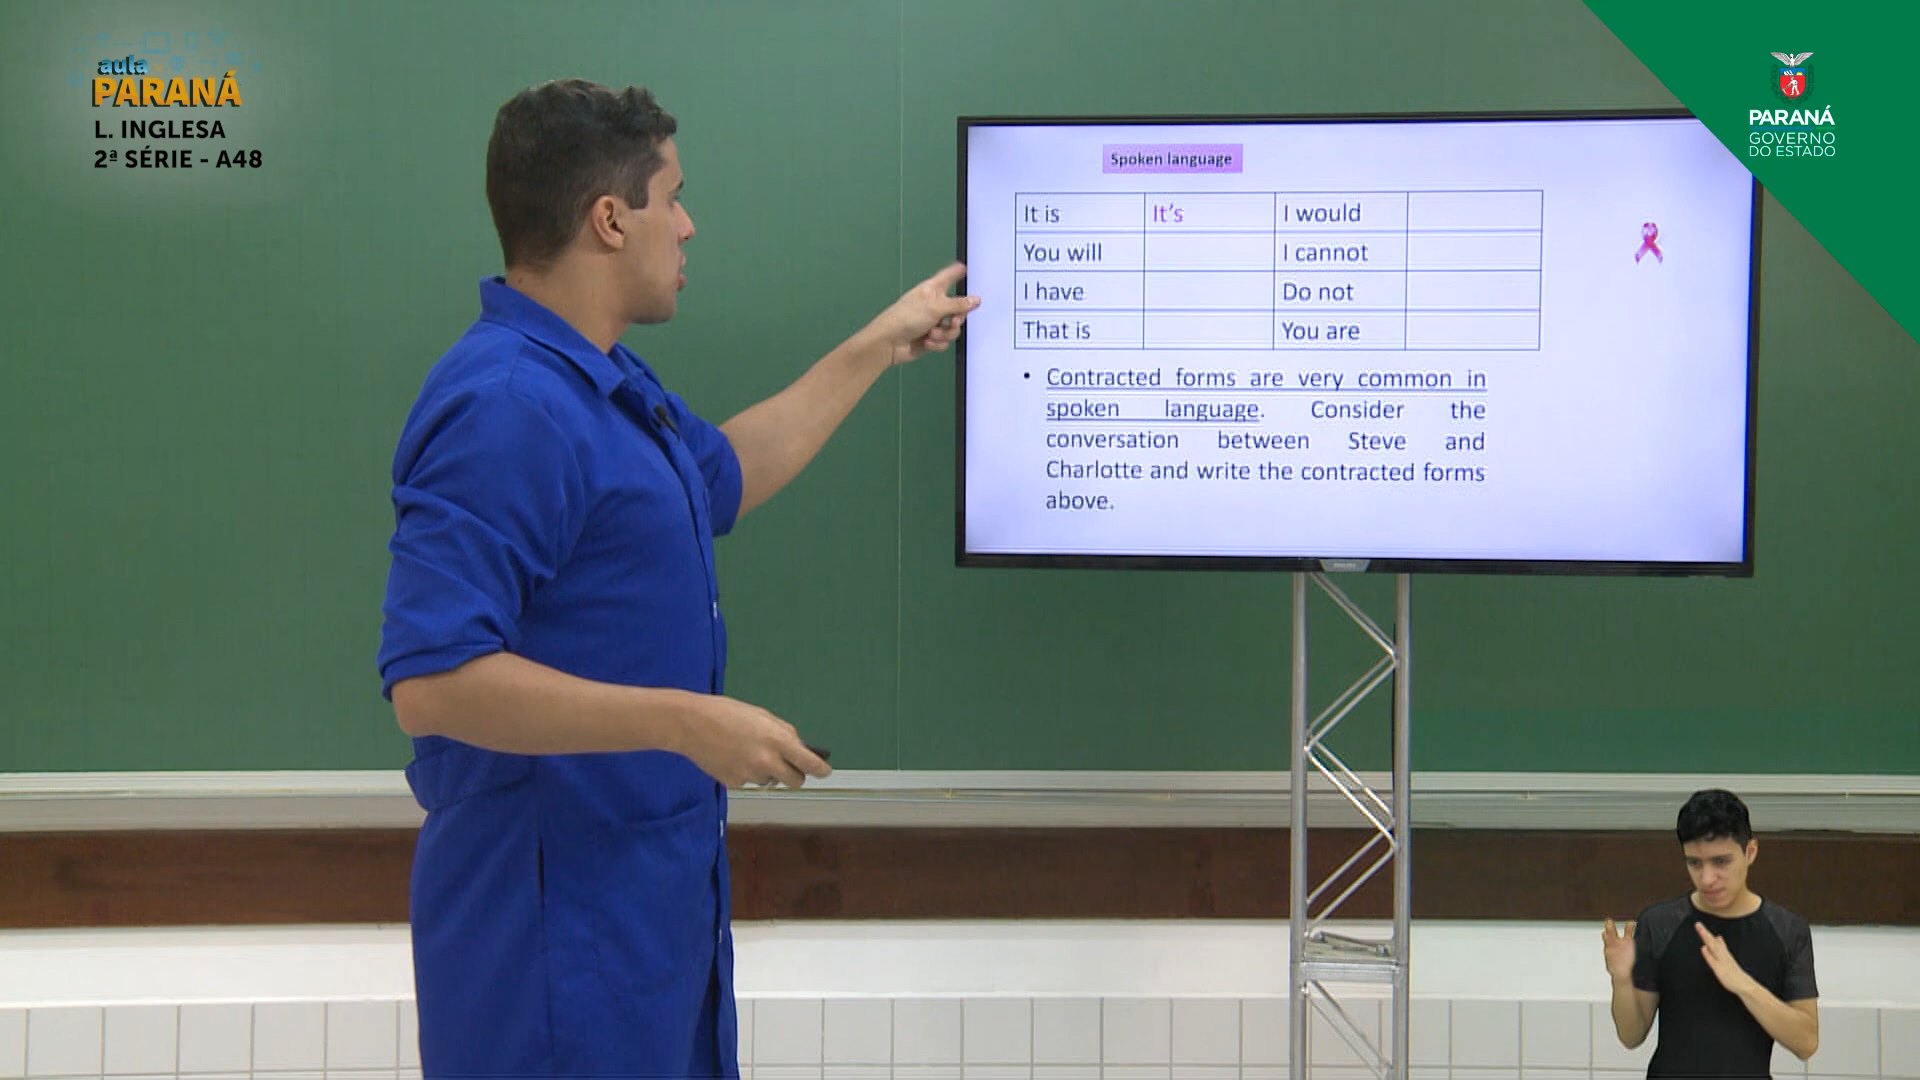 aula
PARANÁ
L. INGLESA
2ª SÉRIE - A48
PARANÁ
GOVERNO
DO ESTADO
Spoken language
It is It's I would
You will I cannot
I have Do not
That is You are
• Contracted forms are very common in
spoken language. Consider the
conversation between Steve and
Charlotte and write the contracted forms
above.